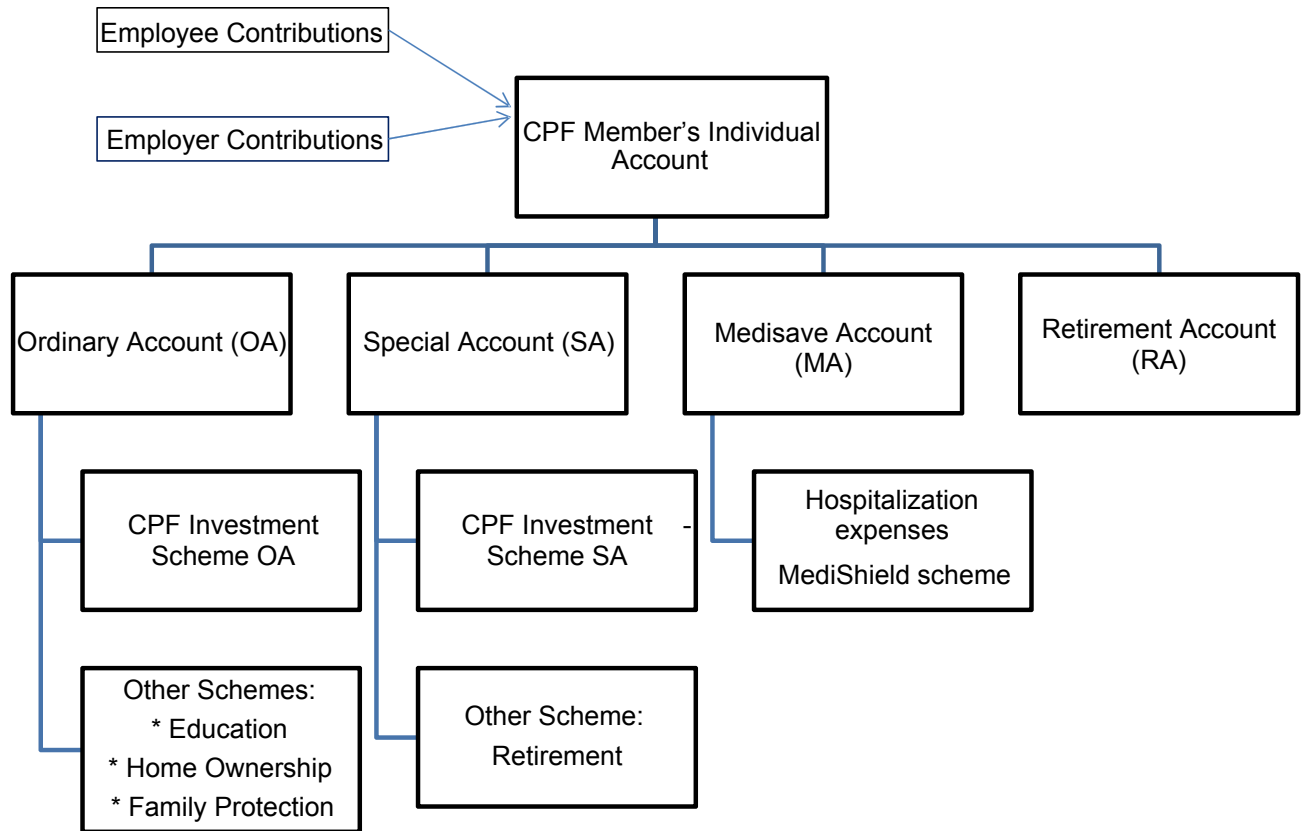 Employee Contributions
Employer Contributions
CPF Member’s Individual
Account
Ordinary Account (OA)
Special Account (SA)
Medisave Account
(MA)
Retirement Account
(RA)
CPF Investment
Scheme OA
CPF Investment -
Scheme SA
Hospitalization
expenses
MediShield scheme
Other Schemes:
* Education
* Home Ownership
* Family Protection
Other Scheme:
Retirement